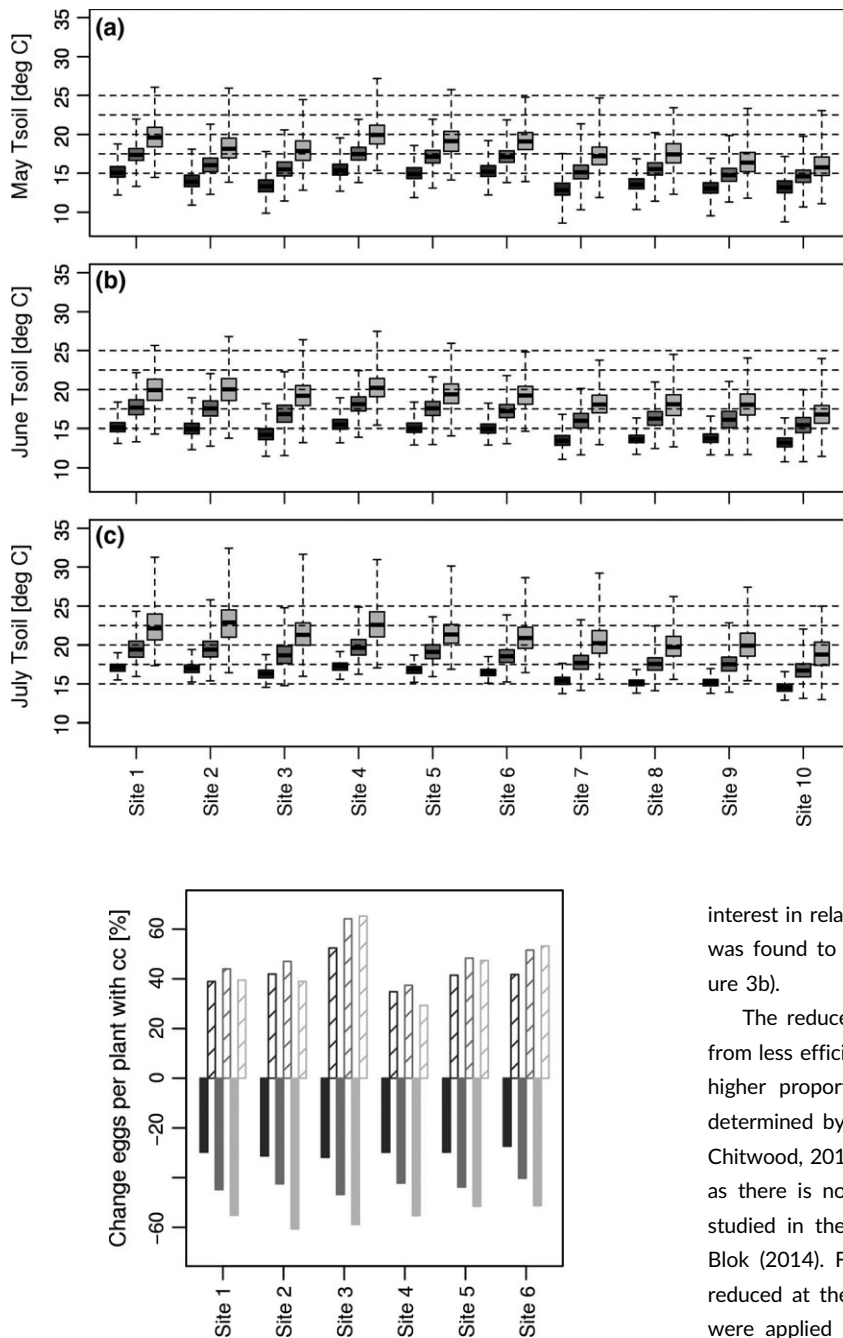 (a)
May Tsoil [deg C]
35
30
25
20
15
10
(b)
June Tsoil [deg C]
35
30
25
20
15
10
(c)
July Tsoil [deg C]
35
30
25
20
15
10
Site 1
Site 2
Site 3
Site 4
Site 5
Site 6
Site 7
Site 8
Site 9
Site 10
Change eggs per plant with cc [%]
60
40
20
0
−20
−60
Site 1
Site 2
Site 3
Site 4
Site 5
Site 6
interest in rela
was found to
ure 3b).
The reduce
from less effici
higher propor
determined by
Chitwood, 201
as there is no
studied in the
Blok (2014). F
reduced at the
were applied